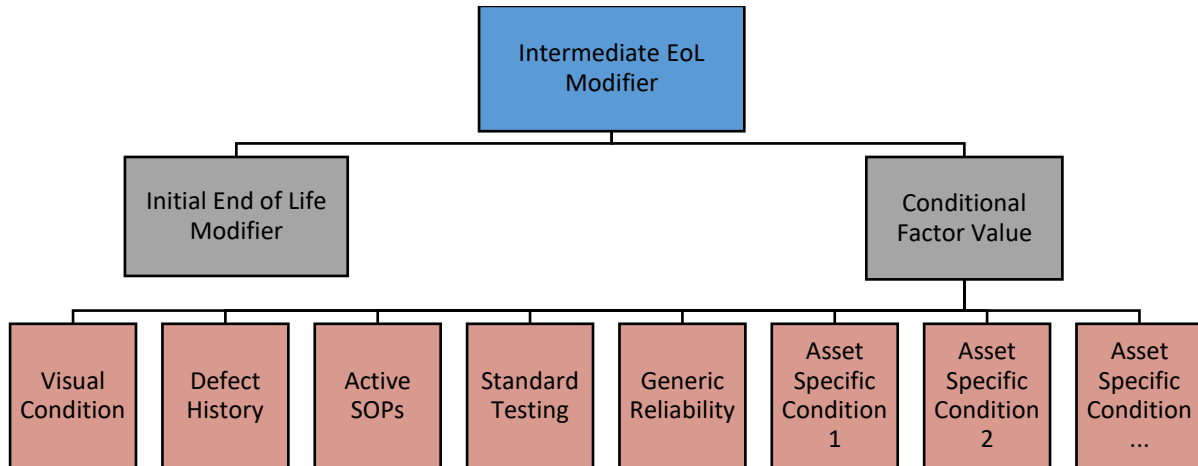 Intermediate EoL
Modifier
Initial End of Life
Modifier
Conditional
Factor Value
Visual
Condition
Defect
History
Active
SOPs
Standard
Testing
Generic
Reliability
Asset
Specific
Condition
1
Asset
Specific
Condition
2
Asset
Specific
Condition
...